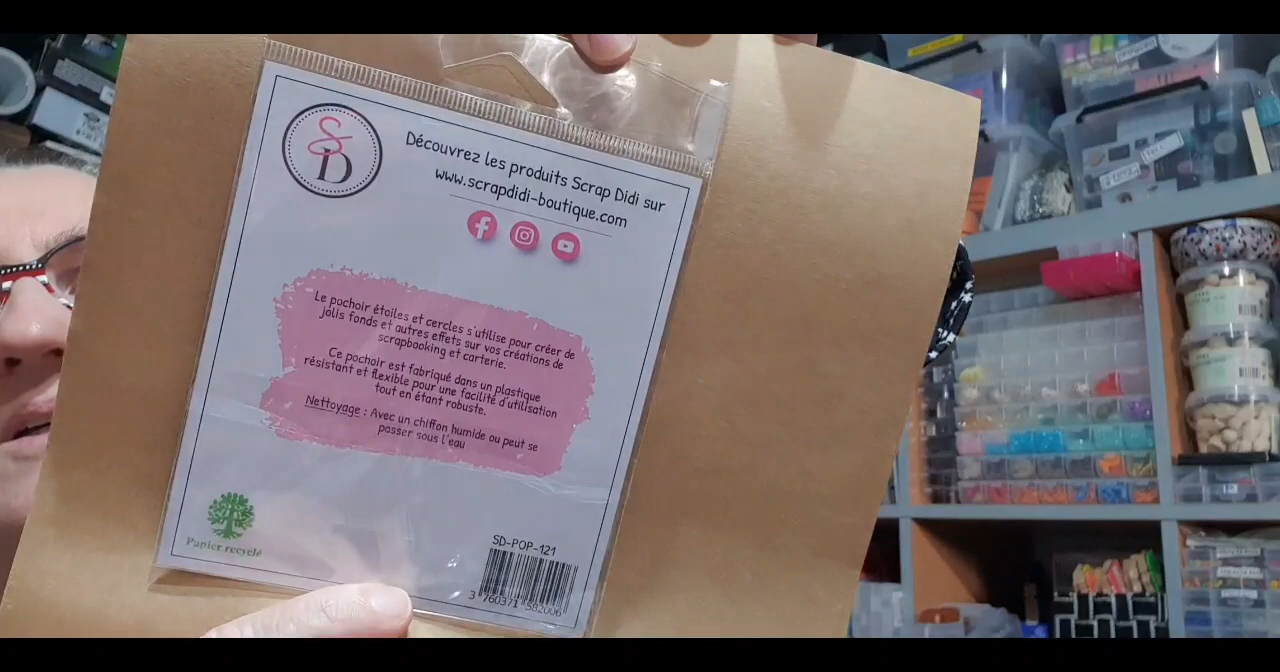 SD
Découvrez les produits Scrap Didi sur
www.scrapdidi-boutique.com
Le pochoir étoiles et cercles s'utilise pour créer de
jolis fonds et autres effets sur vos créations de
scrapbooking et carterie.
Ce pochoir est fabriqué dans un plastique
résistant et flexible pour une facilité d'utilisation
tout en étant robuste.
Nettoyage : Avec un chiffon humide ou peut se
passer sous l'eau
Papier recyclé
SD-POP-121
3 760371 582006